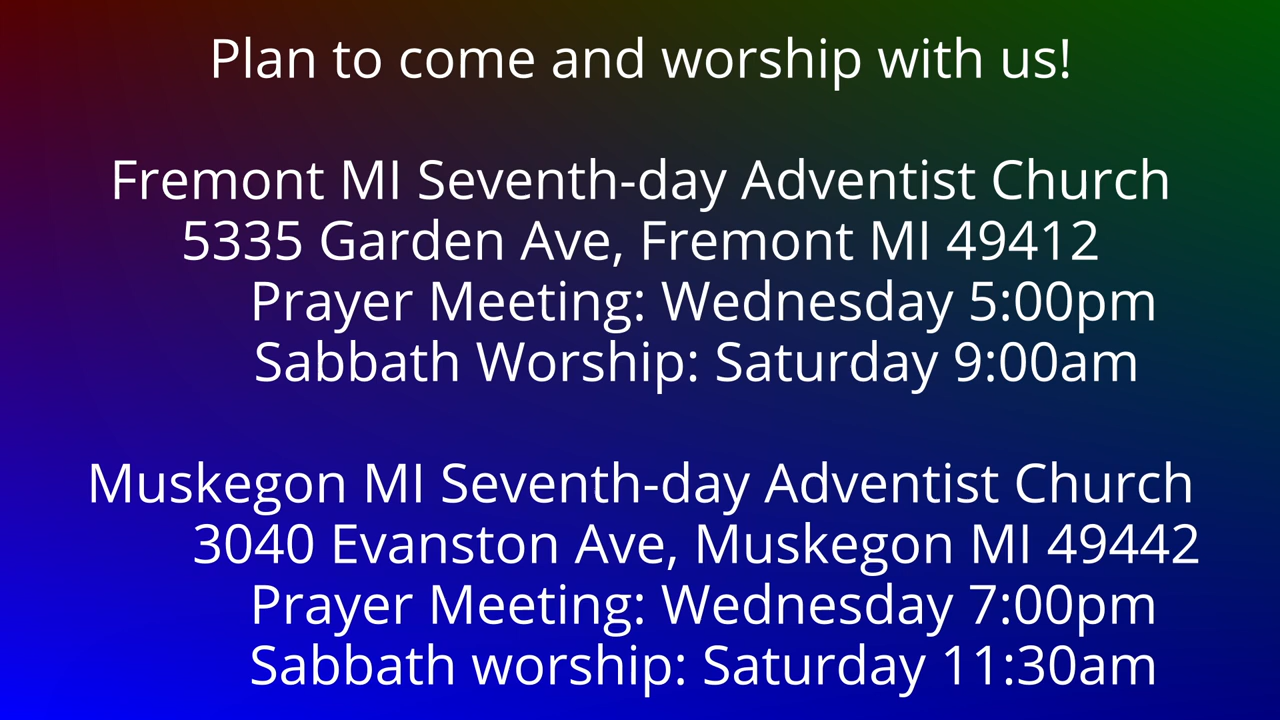 Plan to come and worship with us!
Fremont MI Seventh-day Adventist Church
5335 Garden Ave, Fremont MI 49412
Prayer Meeting: Wednesday 5:00pm
Sabbath Worship: Saturday 9:00am
Muskegon MI Seventh-day Adventist Church
3040 Evanston Ave, Muskegon MI 49442
Prayer Meeting: Wednesday 7:00pm
Sabbath worship: Saturday 11:30am